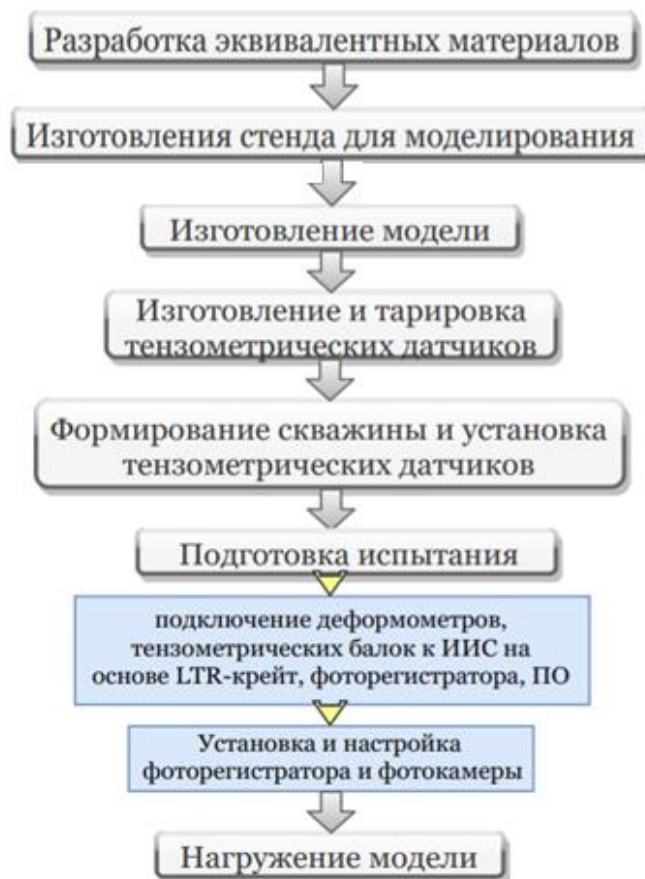 Разработка эквивалентных материалов
Изготовления стенда для моделирования
Изготовление модели
Изготовление и тарировка
тензометрических датчиков
Формирование скважины и установка
тензометрических датчиков
Подготовка испытания
подключение деформометров,
тензометрических балок к ИИС на
основе LTR-крейт, фоторегистратора, ПО
Установка и настройка
фоторегистратора и фотокамеры
Нагружение модели